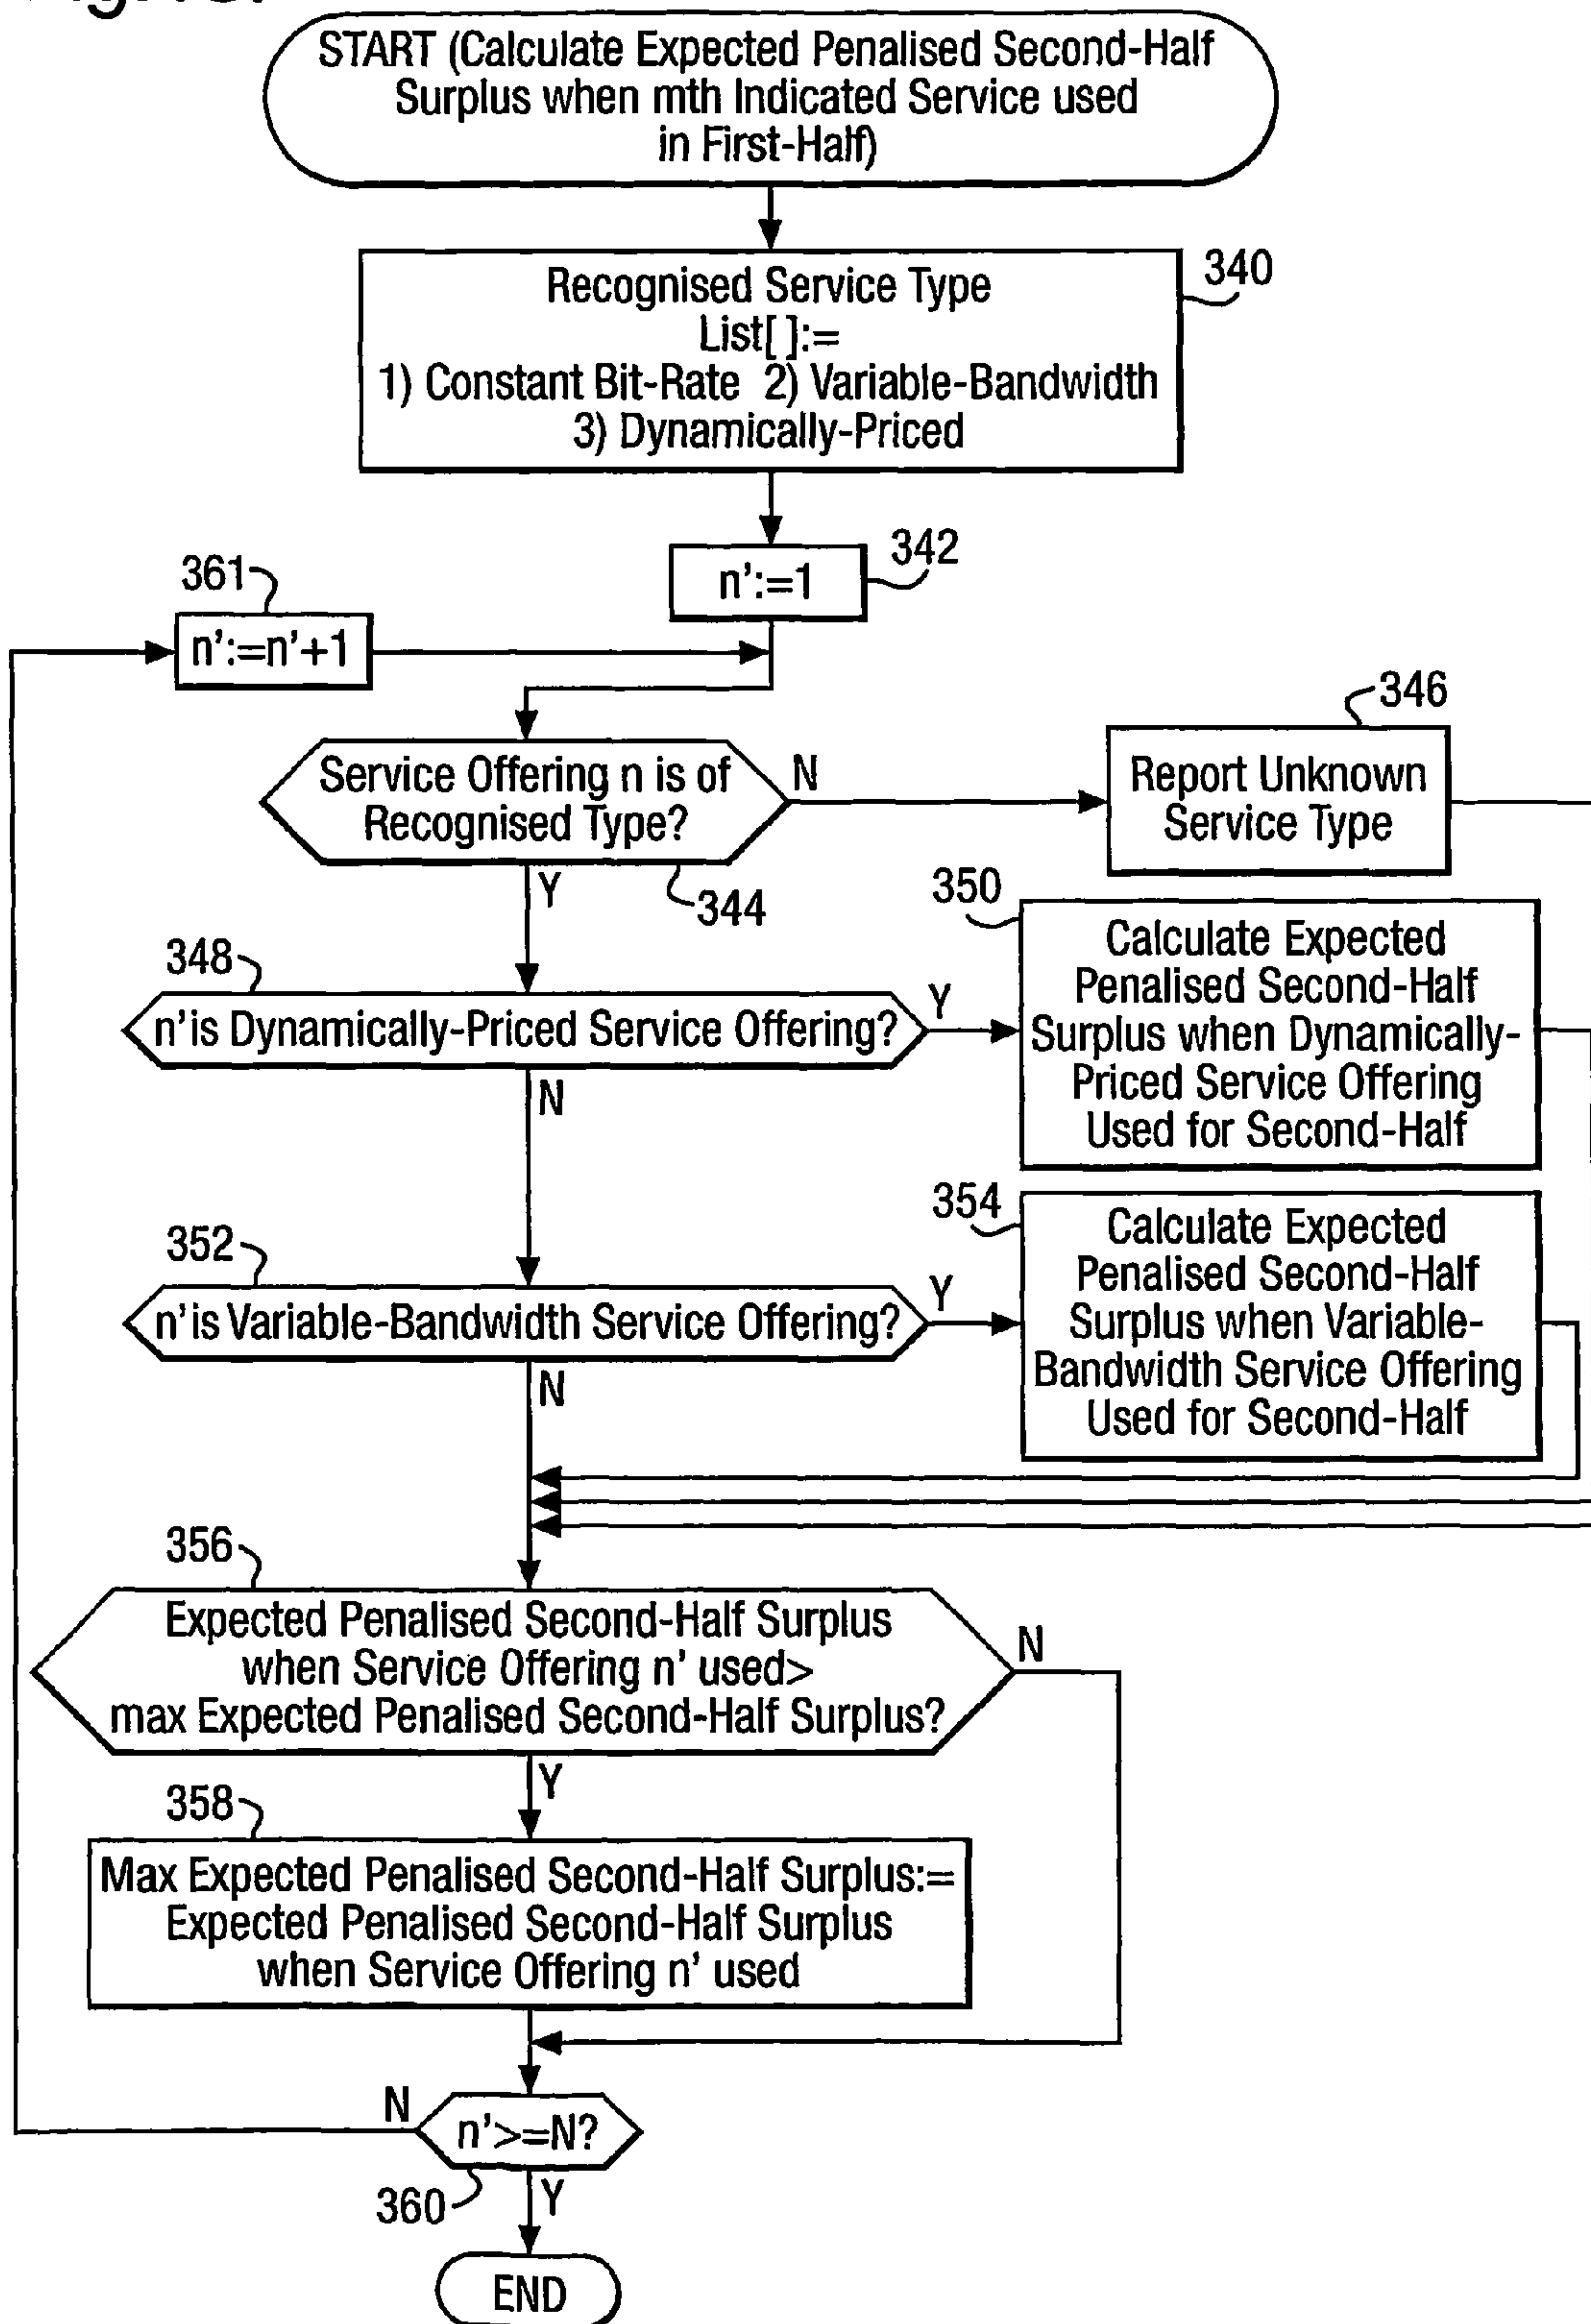 START (Calculate Expected Penalised Second-Half
Surplus when mth Indicated Service used
in First-Half)
340
Recognised Service Type
List[ ]:=
1) Constant Bit-Rate 2) Variable-Bandwidth
3) Dynamically-Priced
342
n':=1
361
n':=n'+1
346
Service Offering n is of
Recognised Type?
N
Report Unknown
Service Type
Y
344
350
348
n' is Dynamically-Priced Service Offering?
Y
Calculate Expected
Penalised Second-Half
Surplus when Dynamically-
Priced Service Offering
Used for Second-Half
N
354
352
n' is Variable-Bandwidth Service Offering?
Y
Calculate Expected
Penalised Second-Half
Surplus when Variable-
Bandwidth Service Offering
Used for Second-Half
N
356
Expected Penalised Second-Half Surplus
when Service Offering n' used>
max Expected Penalised Second-Half Surplus?
N
Y
358
Max Expected Penalised Second-Half Surplus:=
Expected Penalised Second-Half Surplus
when Service Offering n' used
N
n'>=N?
360
Y
END